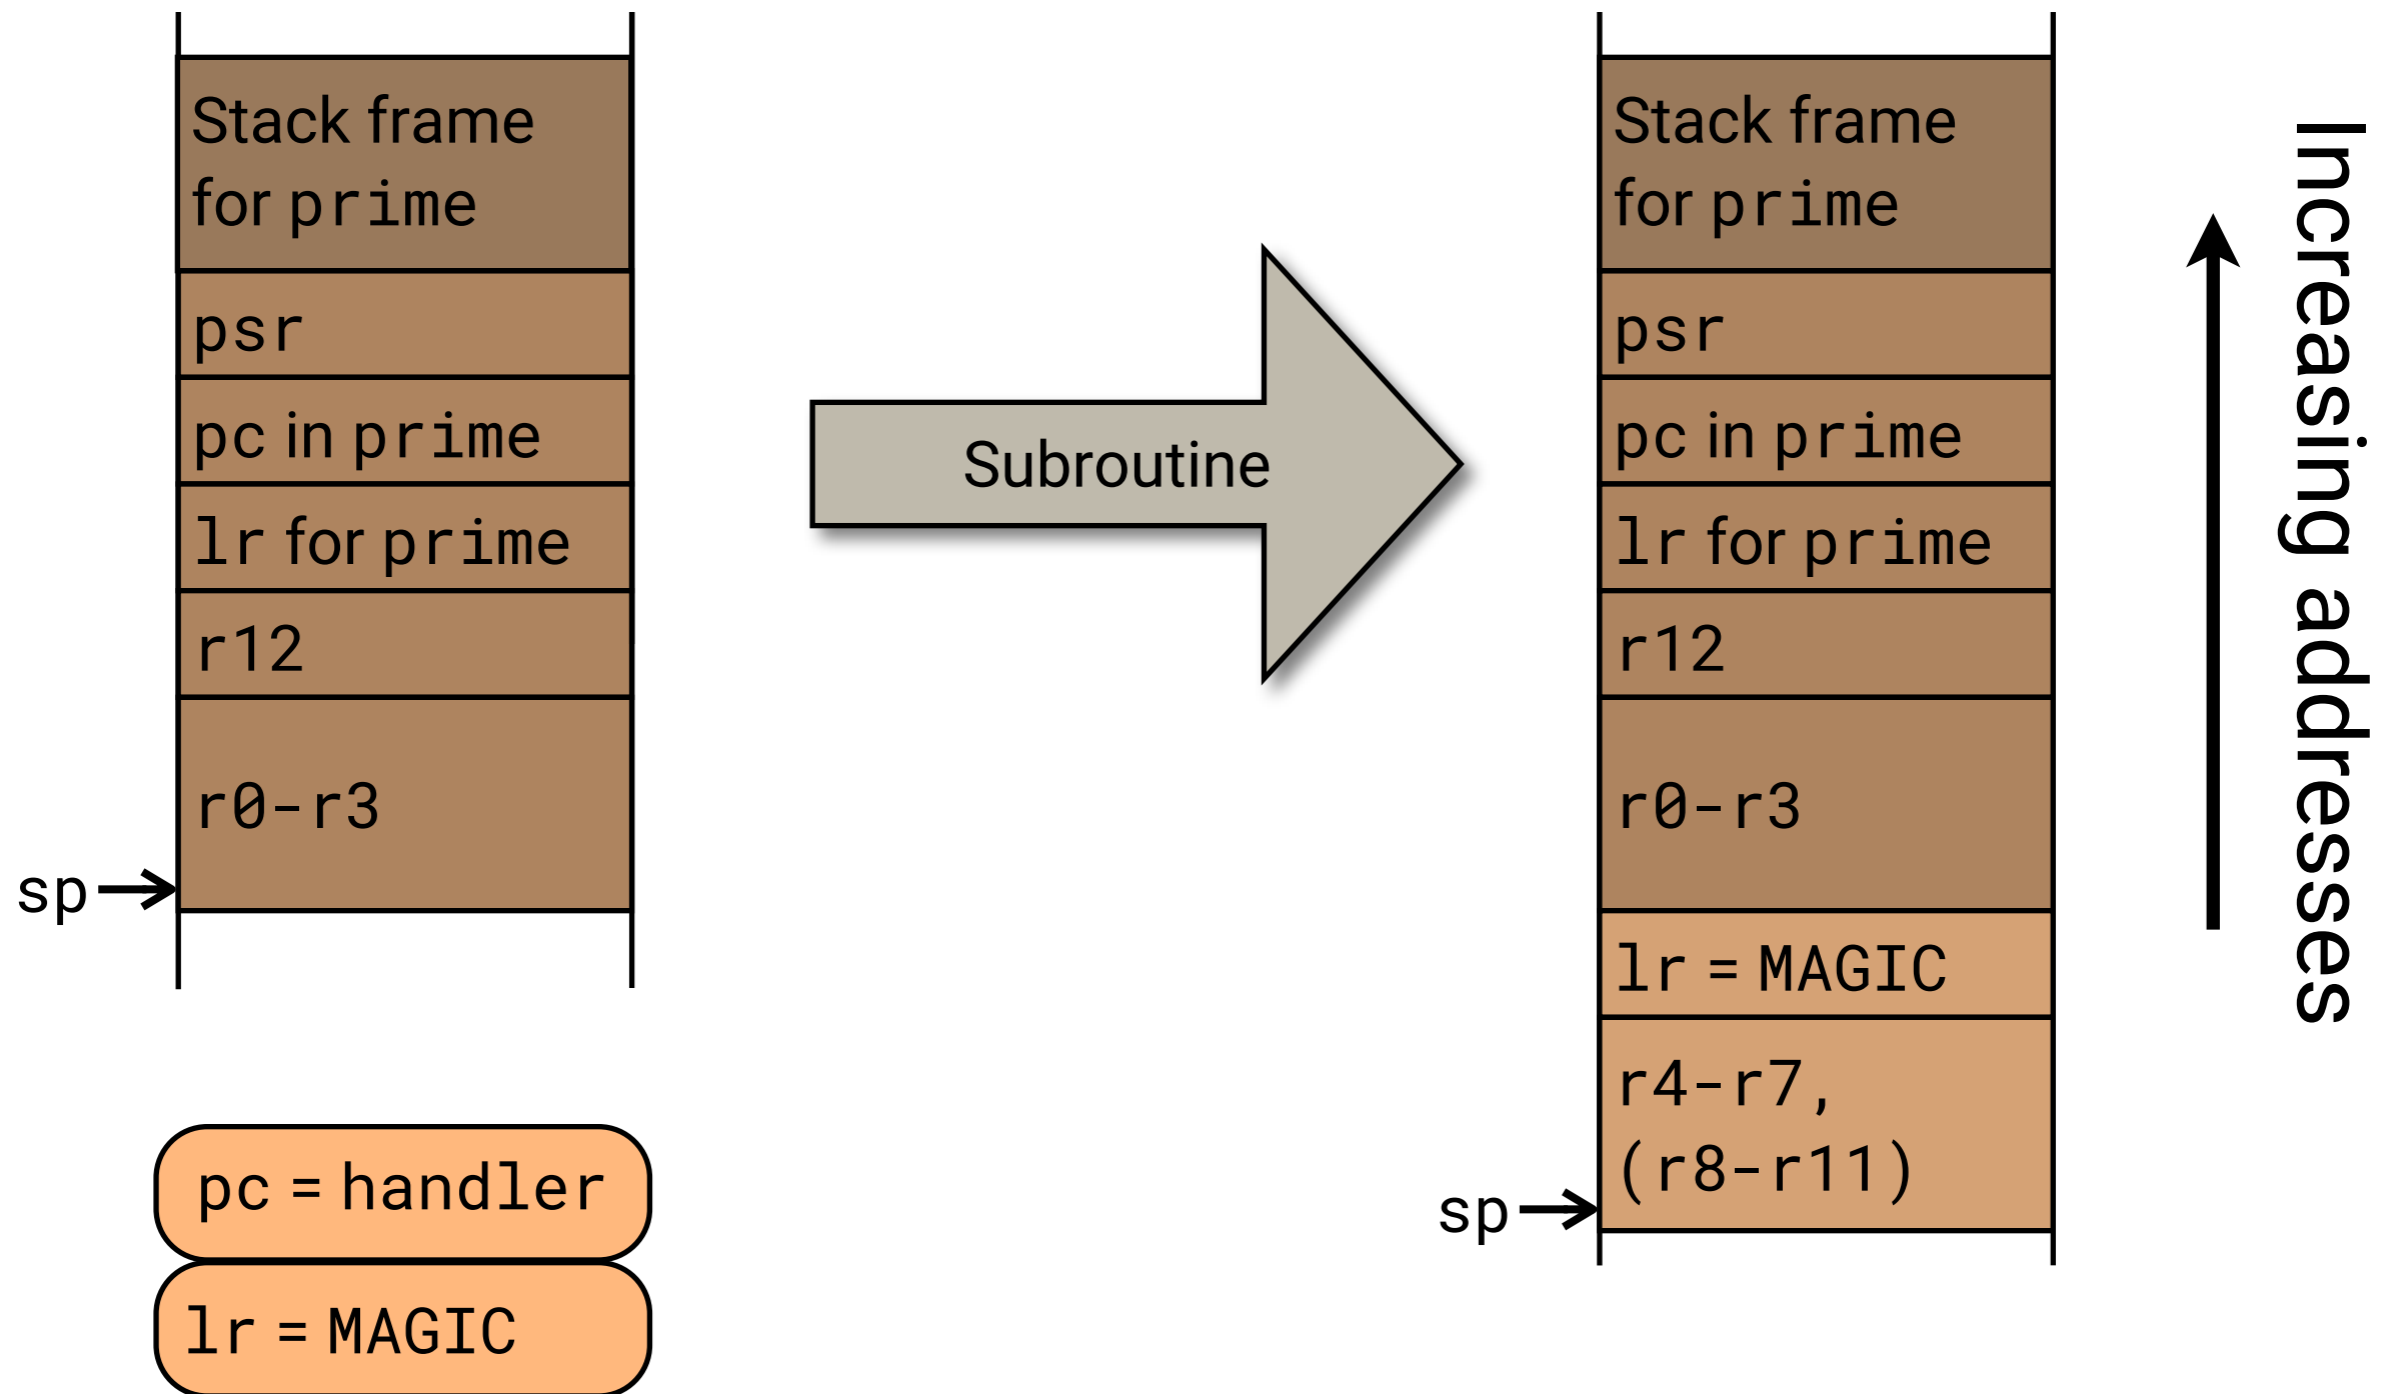 Stack frame
for prime
psr
pc in prime
lr for prime
r12
r0-r3
sp
pc = handler
lr = MAGIC
Subroutine
Stack frame
for prime
psr
pc in prime
lr for prime
r12
r0-r3
lr = MAGIC
r4-r7,
(r8-r11)
sp
Increasing addresses